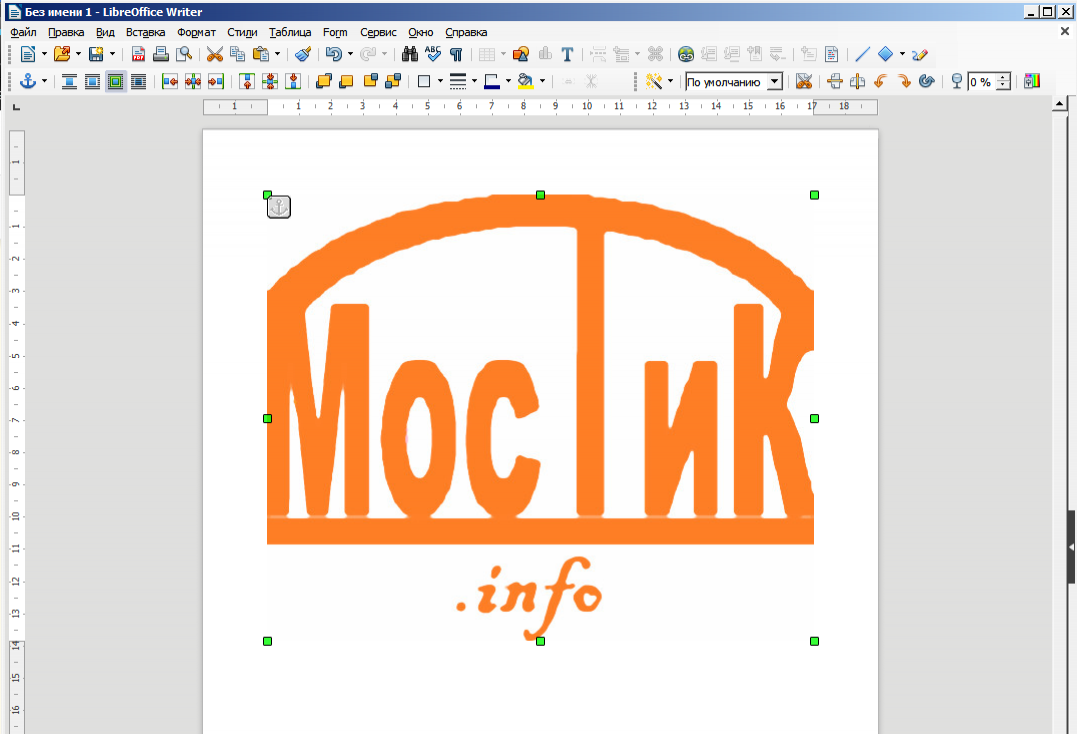 Без имени 1 - LibreOffice Writer
Файл Правка Вид Вставка Формат Стили Таблица Form Сервис Окно Справка
По умолчанию 0 %
1 1 2 3 4 5 6 7 8 9 10 11 12 13 14 15 16 17 18
1
1
2
3
4
5
6
7
8
9
10
11
12
13
14
15
16
МостиК
.info